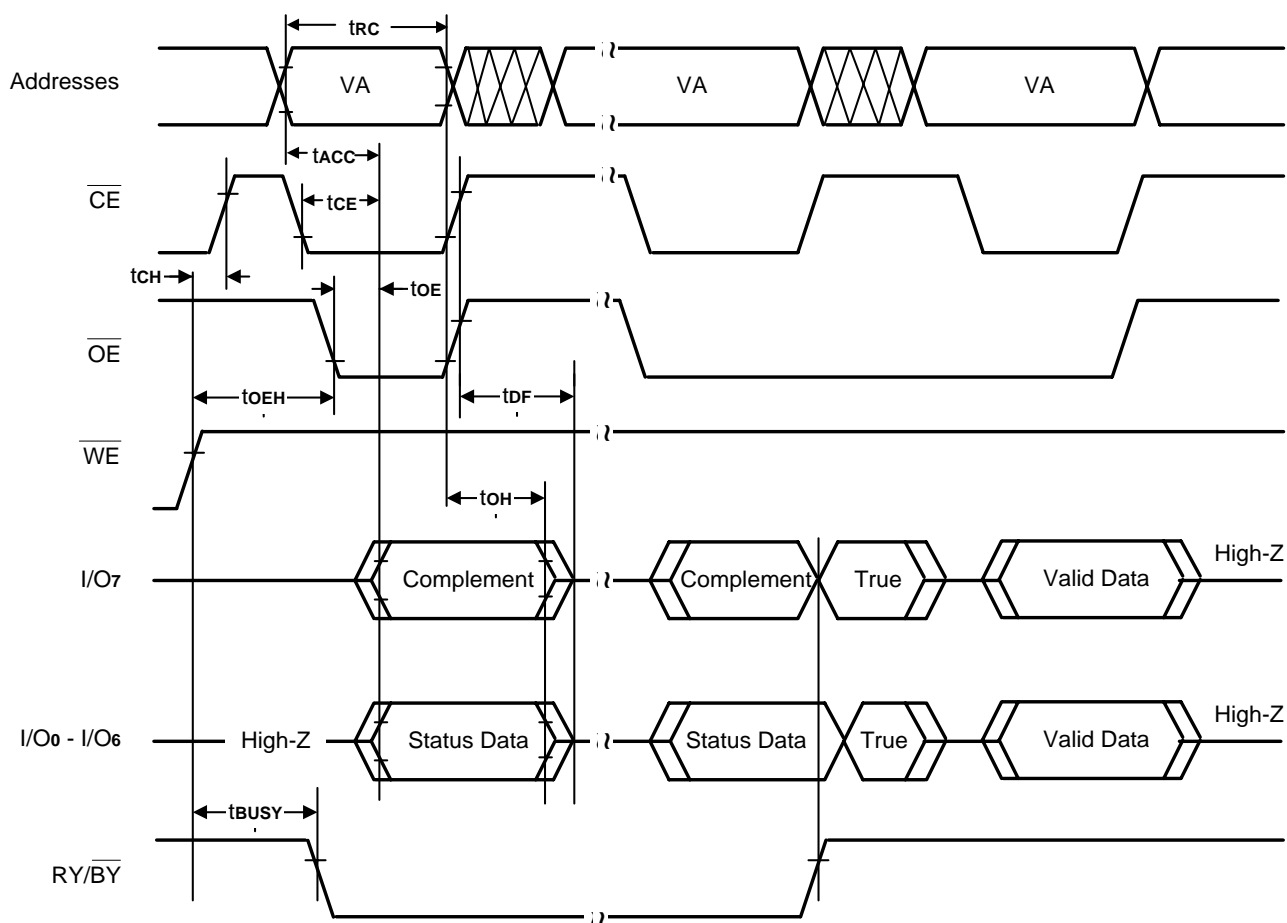 tRC
Addresses VA VA VA
tACC
CE tCE
tCH
tOE
OE
tOEH tDF
WE
tOH
I/O7 Complement Complement True Valid Data High-Z
I/O0 - I/O6 High-Z Status Data Status Data True Valid Data High-Z
tBUSY
RY/BY